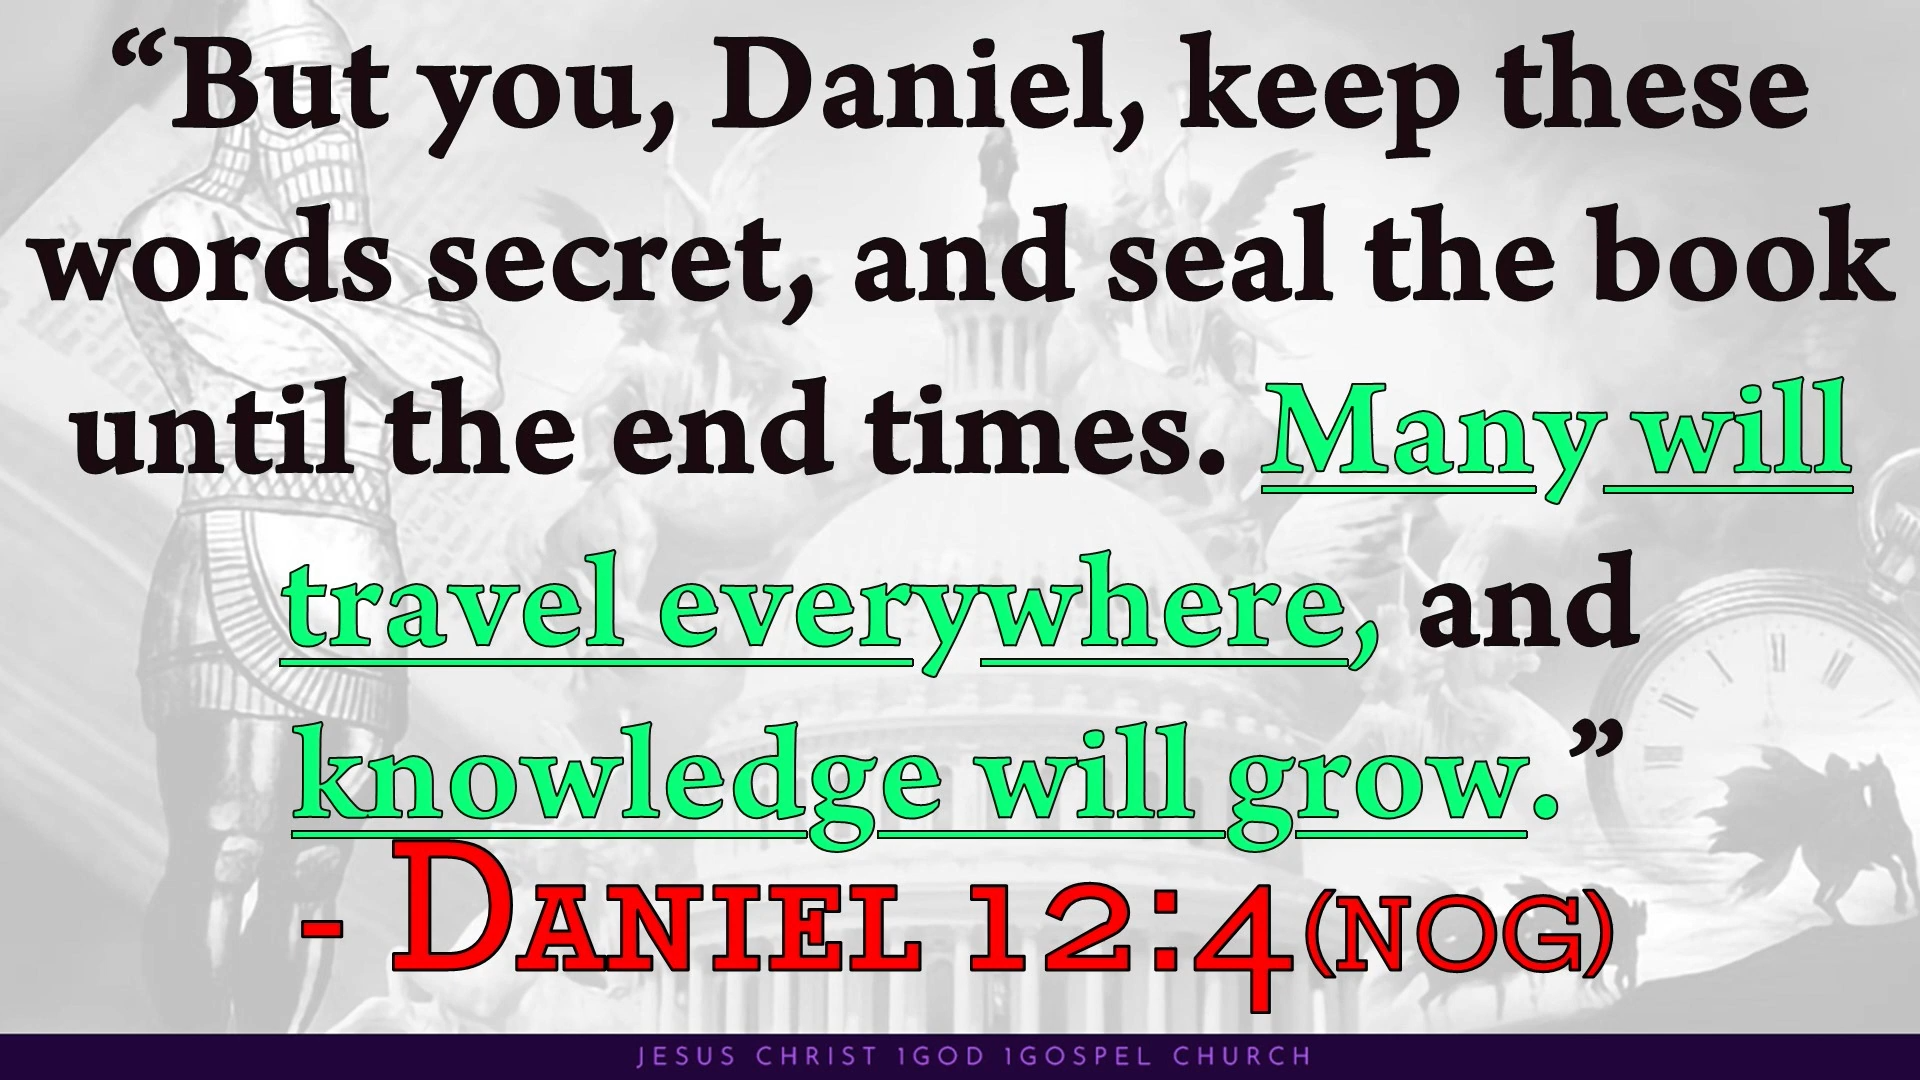 “But you, Daniel, keep these
words secret, and seal the book
until the end times. Many will
travel everywhere, and
knowledge will grow.”
- Daniel 12:4(NOG)
JESUS CHRIST 1GOD 1GOSPEL CHURCH